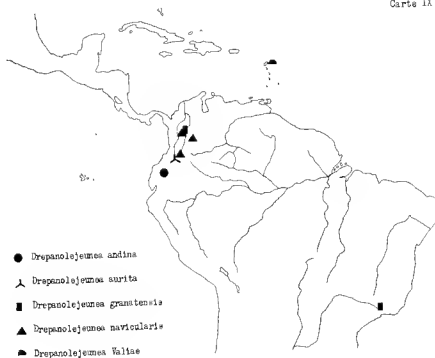 Carte IX
Drepanolejeunea andina
Drepanolejeunea aurita
Drepanolejeunea granatensis
Drepanolejeunea navicularis
Drepanolejeunea Valiae